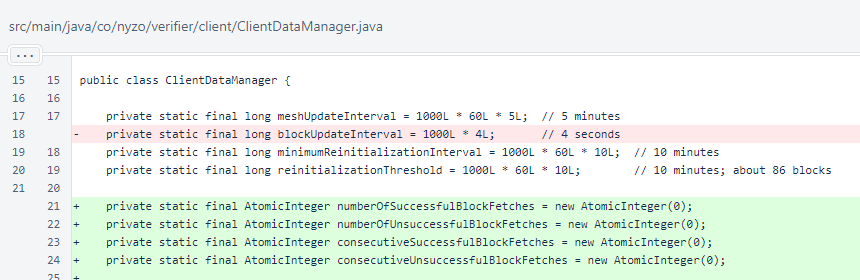 src/main/java/co/nyzo/verifier/client/ClientDataManager.java
...
15 15 public class ClientDataManager {
16 16
17 17 private static final long meshUpdateInterval = 1000L * 60L * 5L;  // 5 minutes
18 - private static final long blockUpdateInterval = 1000L * 4L;       // 4 seconds
19 18 private static final long minimumReinitializationInterval = 1000L * 60L * 10L;  // 10 minutes
20 19 private static final long reinitializationThreshold = 1000L * 60L * 10L;        // 10 minutes; about 86 blocks
21 20
21 + private static final AtomicInteger numberOfSuccessfulBlockFetches = new AtomicInteger(0);
22 + private static final AtomicInteger numberOfUnsuccessfulBlockFetches = new AtomicInteger(0);
23 + private static final AtomicInteger consecutiveSuccessfulBlockFetches = new AtomicInteger(0);
24 + private static final AtomicInteger consecutiveUnsuccessfulBlockFetches = new AtomicInteger(0);
25 +